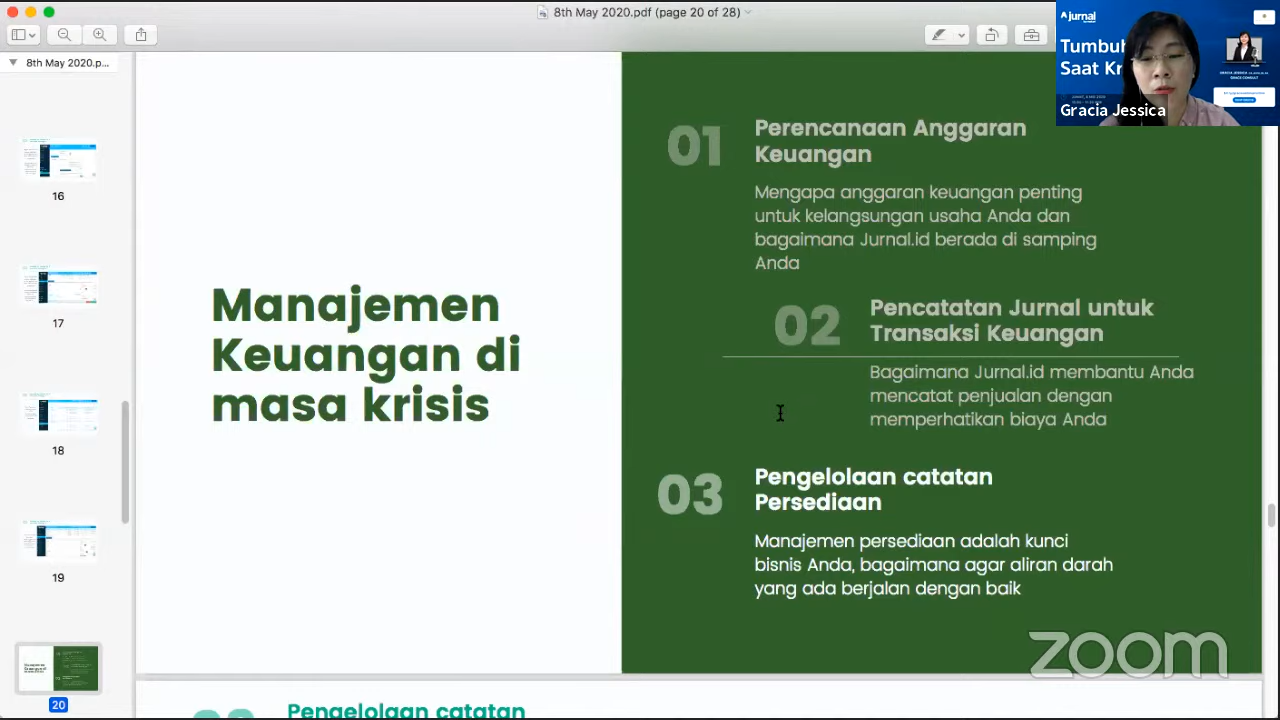 8th May 2020.pdf (page 20 of 28)
8th May 2020.p...
16
17
18
19
20
Manajemen
Keuangan di
masa krisis
01
Perencanaan Anggaran
Keuangan
Mengapa anggaran keuangan penting
untuk kelangsungan usaha Anda dan
bagaimana Jurnal.id berada di samping
Anda
02
Pencatatan Jurnal untuk
Transaksi Keuangan
Bagaimana Jurnal.id membantu Anda
mencatat penjualan dengan
memperhatikan biaya Anda
03
Pengelolaan catatan
Persediaan
Manajemen persediaan adalah kunci
bisnis Anda, bagaimana agar aliran darah
yang ada berjalan dengan baik
Pengelolaan catatan
jurnal
Tumbuh
Saat Kr
Gracia Jessica
zoom